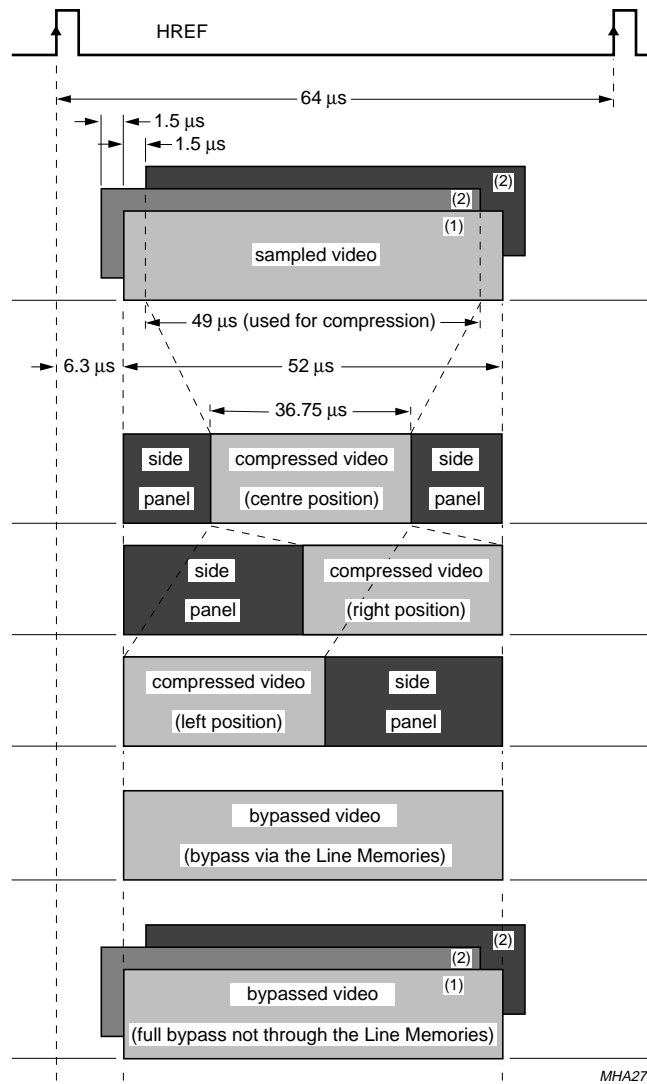 HREF
64 µs
1.5 µs
1.5 µs
(2)
(2)
(1)
sampled video
49 µs (used for compression)
6.3 µs
52 µs
36.75 µs
side
panel
compressed video
(centre position)
side
panel
side
panel
compressed video
(right position)
compressed video
(left position)
side
panel
bypassed video
(bypass via the Line Memories)
(2)
(2)
(1)
bypassed video
(full bypass not through the Line Memories)
MHA27